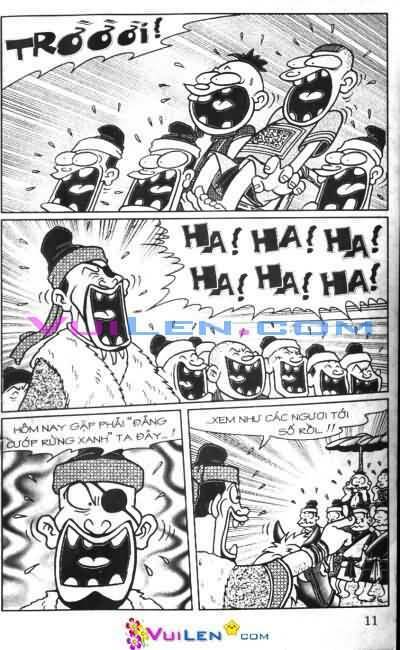 TRỜỜỜI!
HA! HA! HA!
HA! HA! HA!
VuiLen.com
HÔM NAY GẶP PHẢI "ĐẢNG
CƯỚP RỪNG XANH" TA ĐÂY...!
...XEM NHƯ CÁC NGƯƠI TỚI
SỐ RỒI...!!
11
VuiLen.com